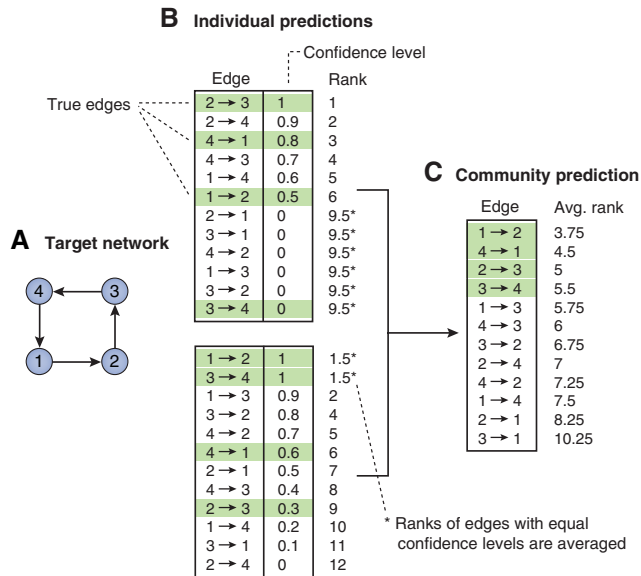 B Individual predictions
Confidence level
Edge Rank
True edges
2 → 3 1 1
2 → 4 0.9 2
4 → 1 0.8 3
4 → 3 0.7 4
1 → 4 0.6 5
1 → 2 0.5 6
2 → 1 0 9.5*
3 → 1 0 9.5*
4 → 2 0 9.5*
1 → 3 0 9.5*
3 → 2 0 9.5*
3 → 4 0 9.5*
A Target network
4 3
1 2
1 → 2 1 1.5*
3 → 4 1 1.5*
1 → 3 0.9 2
3 → 2 0.8 4
4 → 2 0.7 5
4 → 1 0.6 6
2 → 1 0.5 7
4 → 3 0.4 8
2 → 3 0.3 9
1 → 4 0.2 10
3 → 1 0.1 11
2 → 4 0 12
C Community prediction
Edge Avg. rank
1 → 2 3.75
4 → 1 4.5
2 → 3 5
3 → 4 5.5
1 → 3 5.75
4 → 3 6
3 → 2 6.75
2 → 4 7
4 → 2 7.25
1 → 4 7.5
2 → 1 8.25
3 → 1 10.25
* Ranks of edges with equal
confidence levels are averaged